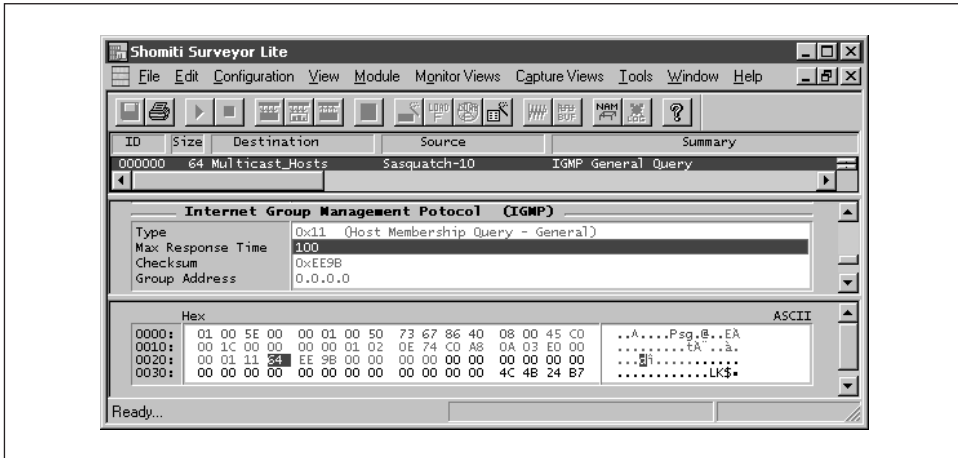 Shomiti Surveyor Lite
File Edit Configuration View Module Monitor Views Capture Views Tools Window Help
NAM
ID Size Destination Source Summary
000000 64 Multicast_Hosts Sasquatch-10 IGMP General Query
Internet Group Management Potocol (IGMP)
Type 0x11 (Host Membership Query - General)
Max Response Time 100
Checksum 0xEE9B
Group Address 0.0.0.0
Hex ASCII
0000: 01 00 5E 00 00 01 00 50 73 67 86 40 08 00 45 C0 ..^....Psg.@..EÀ
0010: 00 1C 00 00 00 00 01 02 0E 74 C0 A8 0A 03 E0 00 .........tÀ¨..à.
0020: 00 01 11 64 EE 9B 00 00 00 00 00 00 00 00 00 00 ...dî...........
0030: 00 00 00 00 00 00 00 00 00 00 00 00 4C 4B 24 B7 ............LK$▪
Ready...